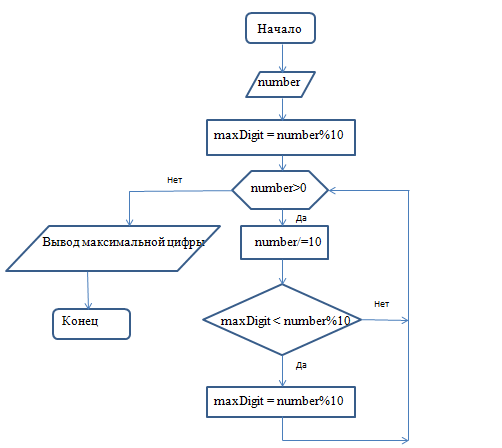 Начало
number
maxDigit = number%10
number>0
Нет
Да
Вывод максимальной цифры
number/=10
Конец
maxDigit < number%10
Нет
Да
maxDigit = number%10